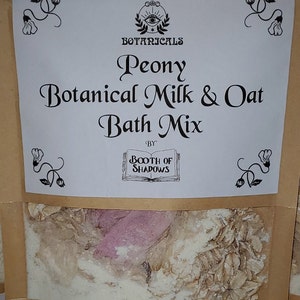 BOTANICALS
Peony
Botanical Milk & Oat
Bath Mix
BY
BOOTH OF
SHADOWS